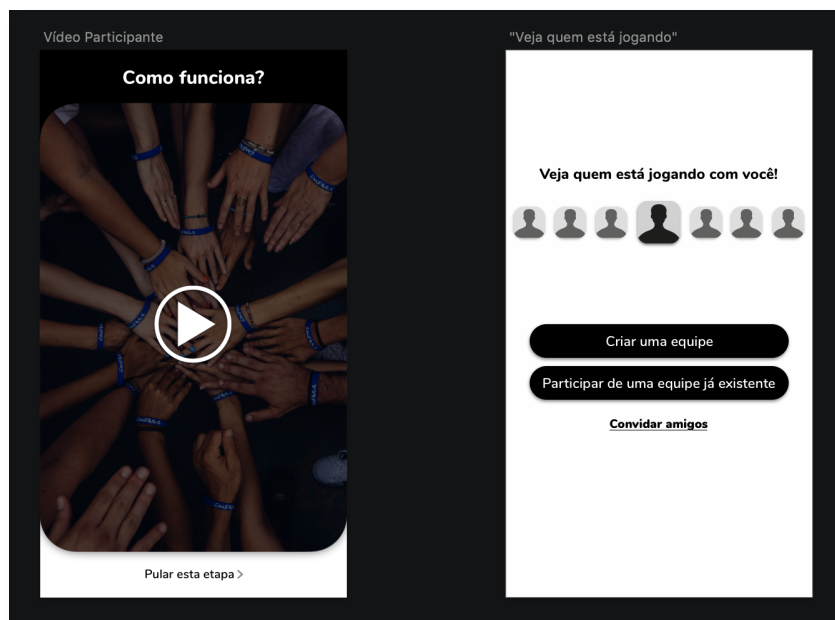 Vídeo Participante
Como funciona?
Pular esta etapa >
"Veja quem está jogando"
Veja quem está jogando com você!
Criar uma equipe
Participar de uma equipe já existente
Convidar amigos